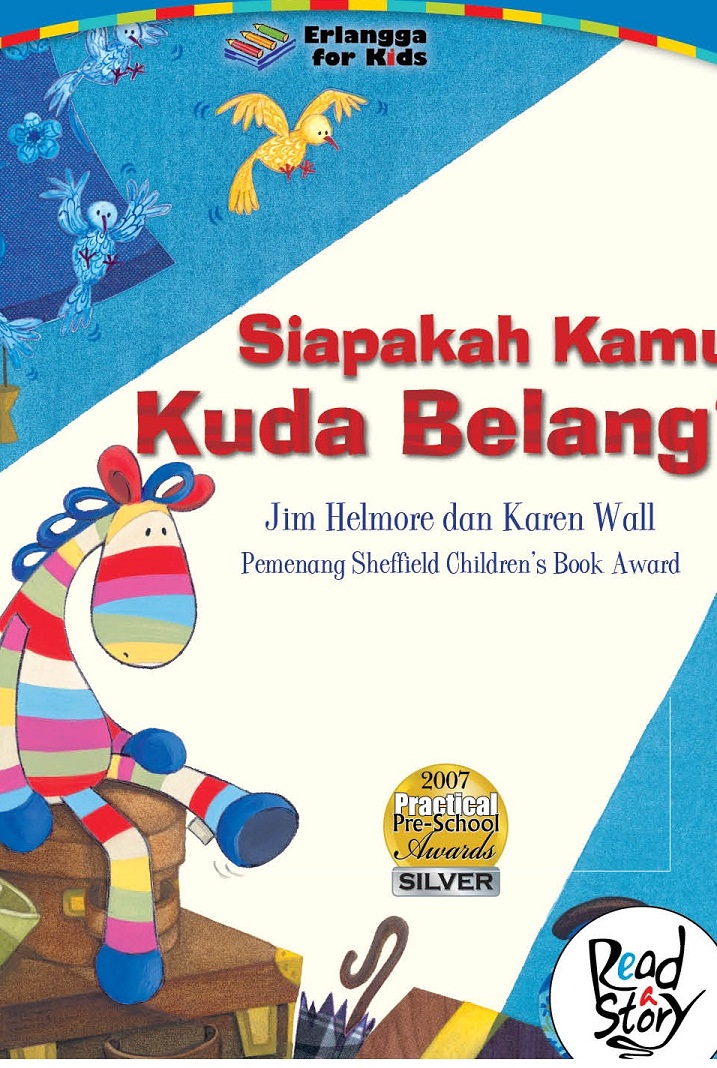 Erlangga
for Kids
Siapakah Kamu
Kuda Belang?
Jim Helmore dan Karen Wall
Pemenang Sheffield Children's Book Award
2007
Practical
Pre-School
Awards
SILVER
Read
a
Story